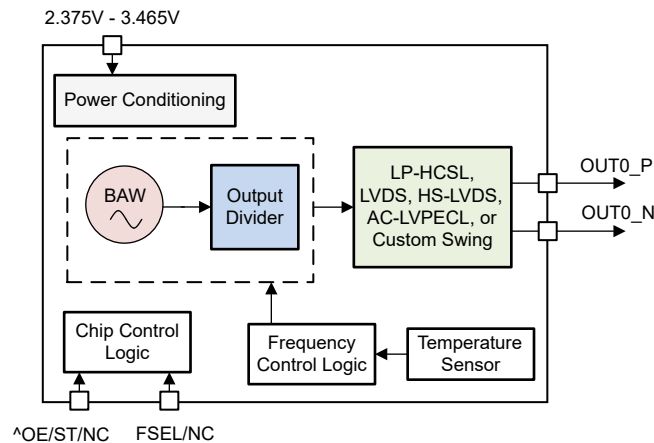 2.375V - 3.465V
Power Conditioning
BAW
Output
Divider
LP-HCSL,
LVDS, HS-LVDS,
AC-LVPECL, or
Custom Swing
OUT0_P
OUT0_N
Chip Control
Logic
Frequency
Control Logic
Temperature
Sensor
^OE/ST/NC
FSEL/NC